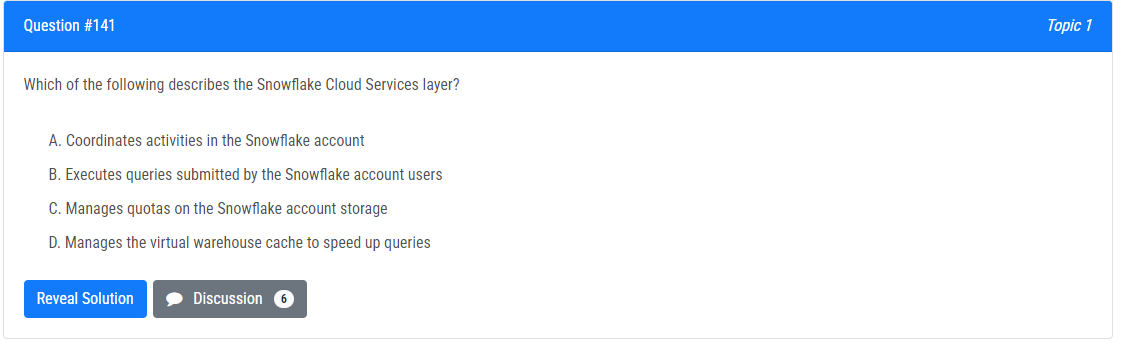 Question #141
Topic 1
Which of the following describes the Snowflake Cloud Services layer?
A. Coordinates activities in the Snowflake account
B. Executes queries submitted by the Snowflake account users
C. Manages quotas on the Snowflake account storage
D. Manages the virtual warehouse cache to speed up queries
Reveal Solution
Discussion 6